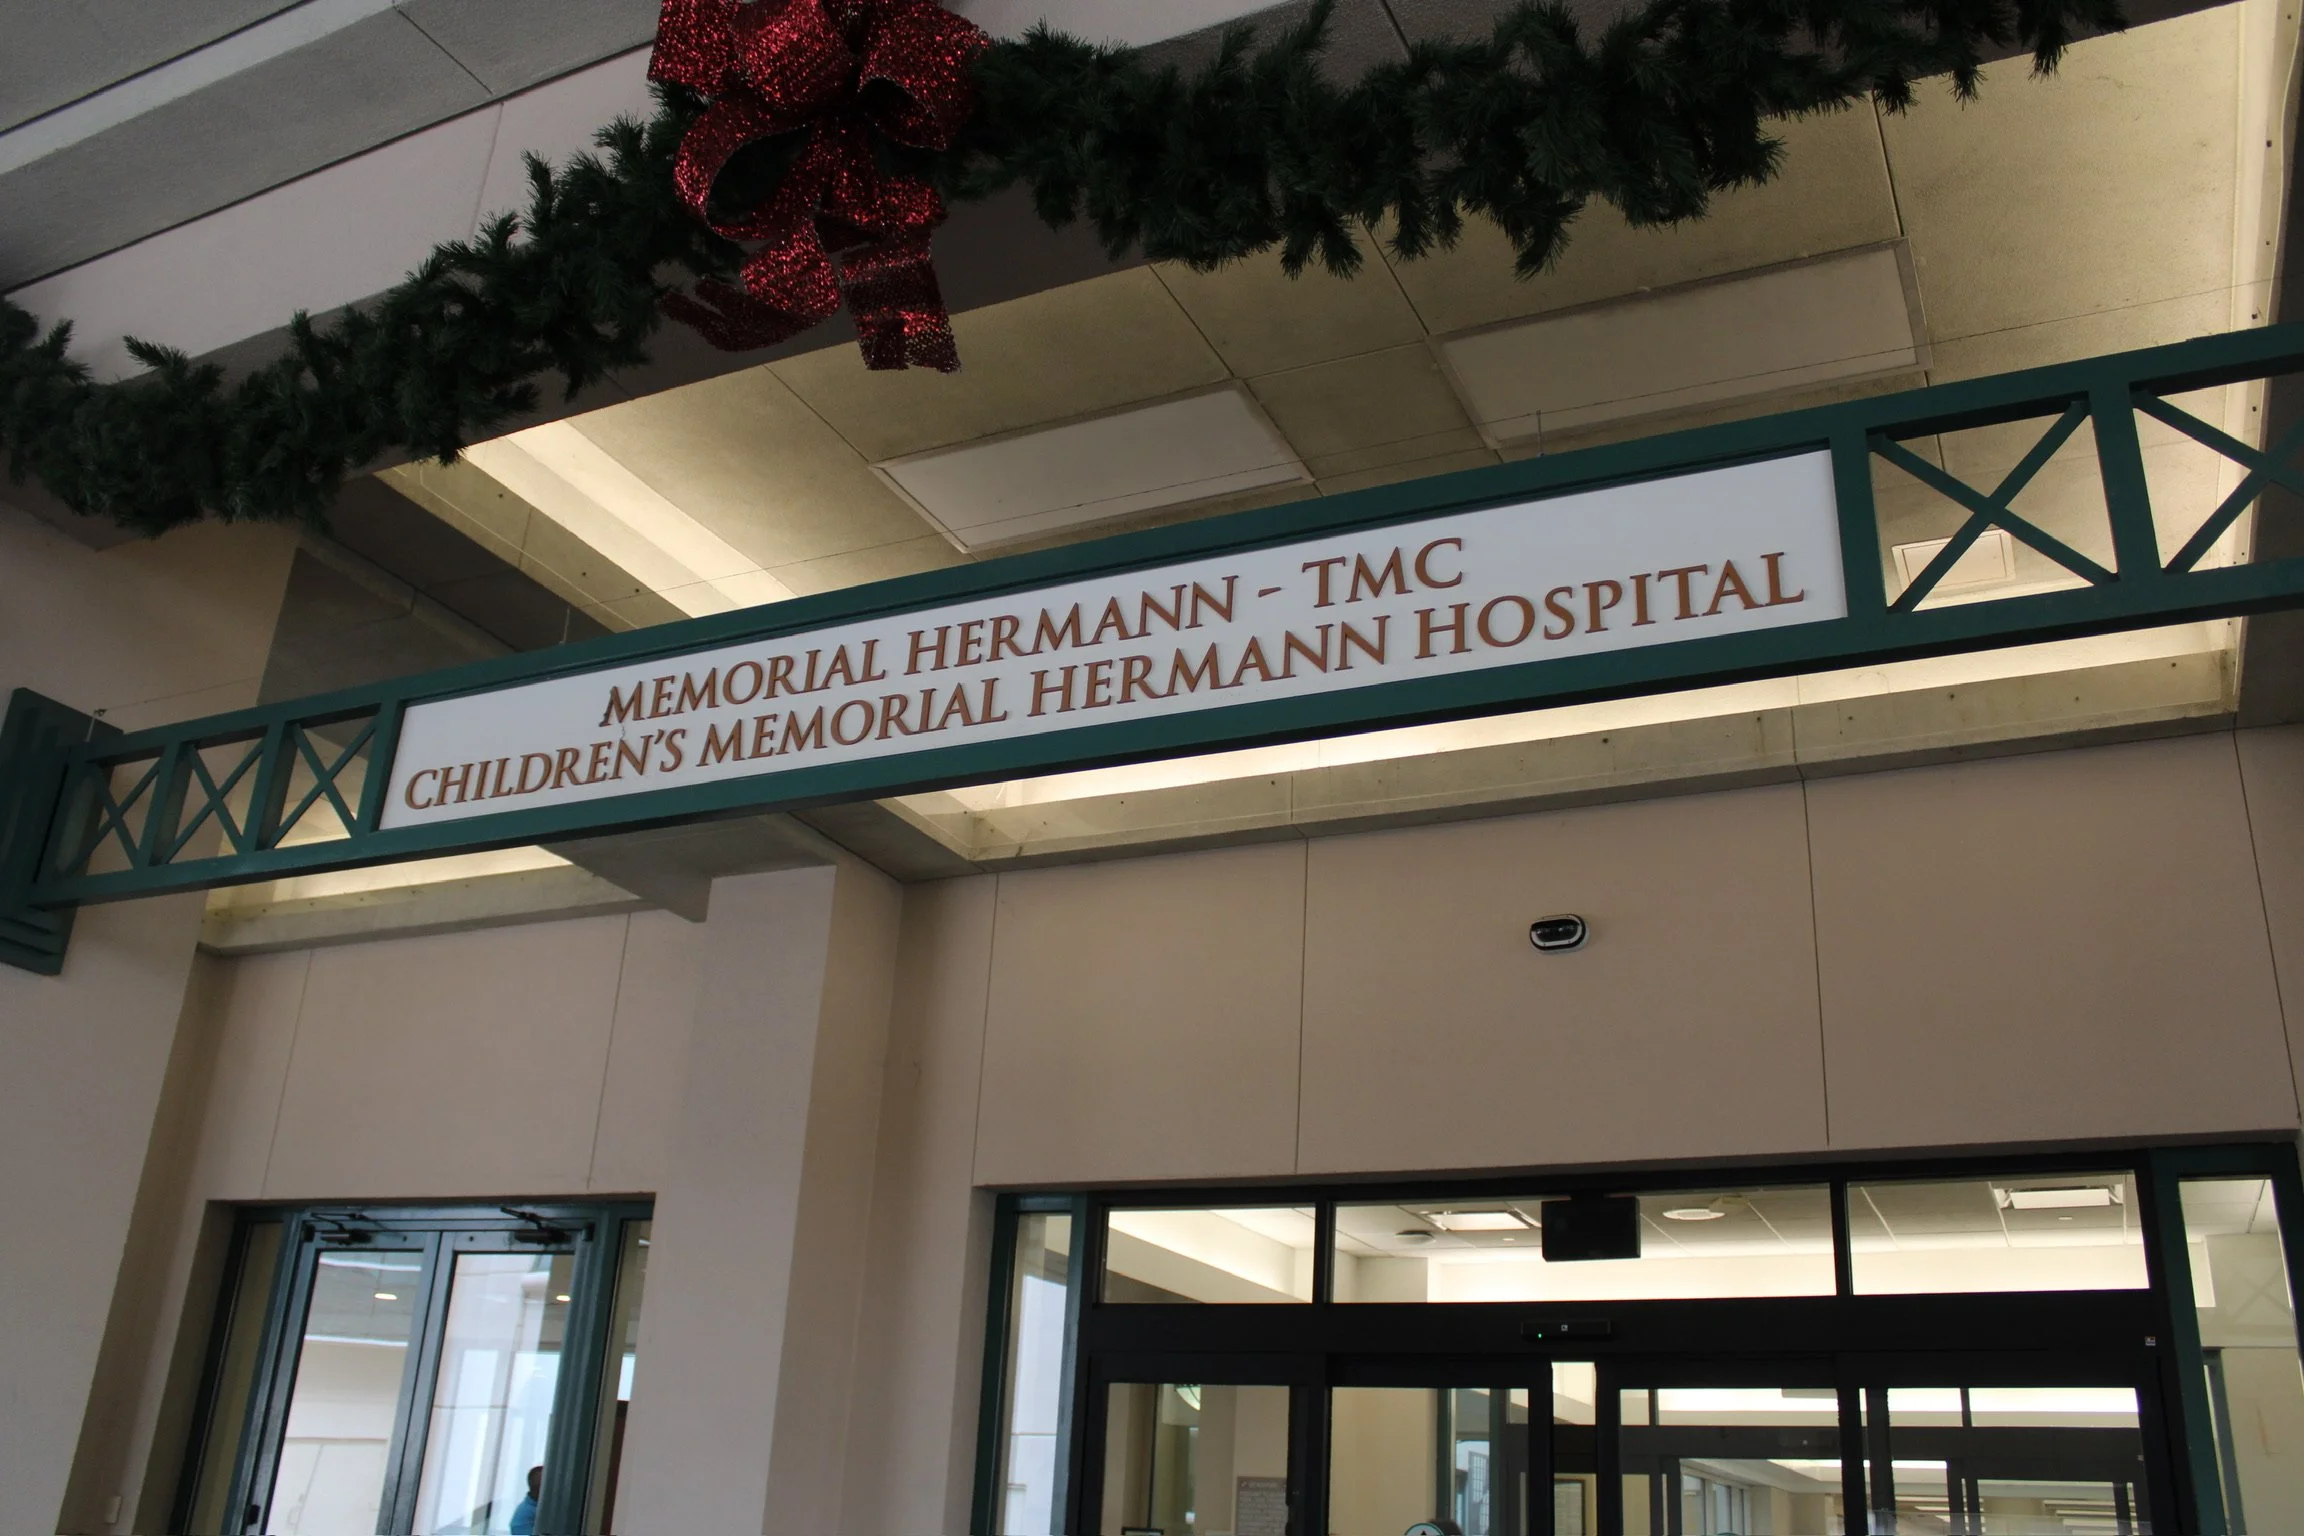 MEMORIAL HERMANN - TMC
CHILDREN'S MEMORIAL HERMANN HOSPITAL